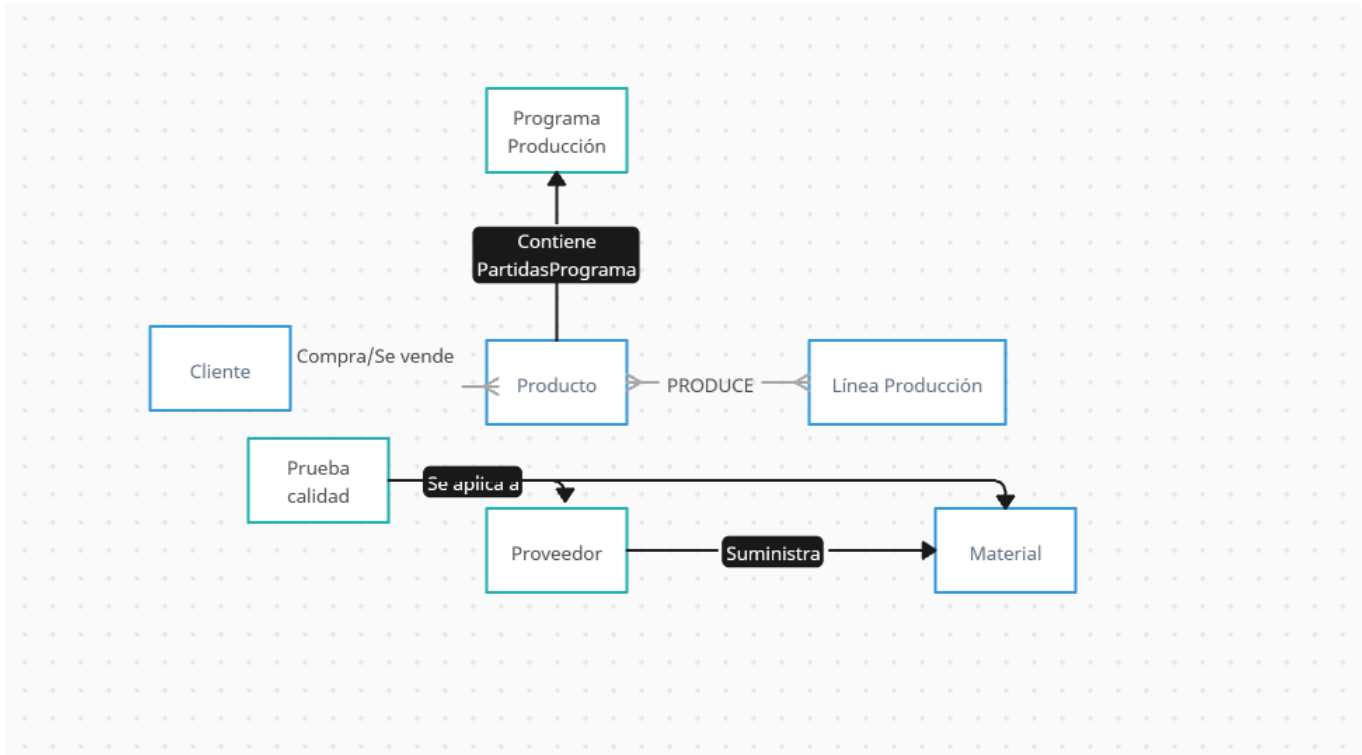 Programa
Producción
Contiene
PartidasPrograma
Cliente
Compra/Se vende
Producto
PRODUCE
Línea Producción
Prueba
calidad
Se aplica a
Proveedor
Suministra
Material